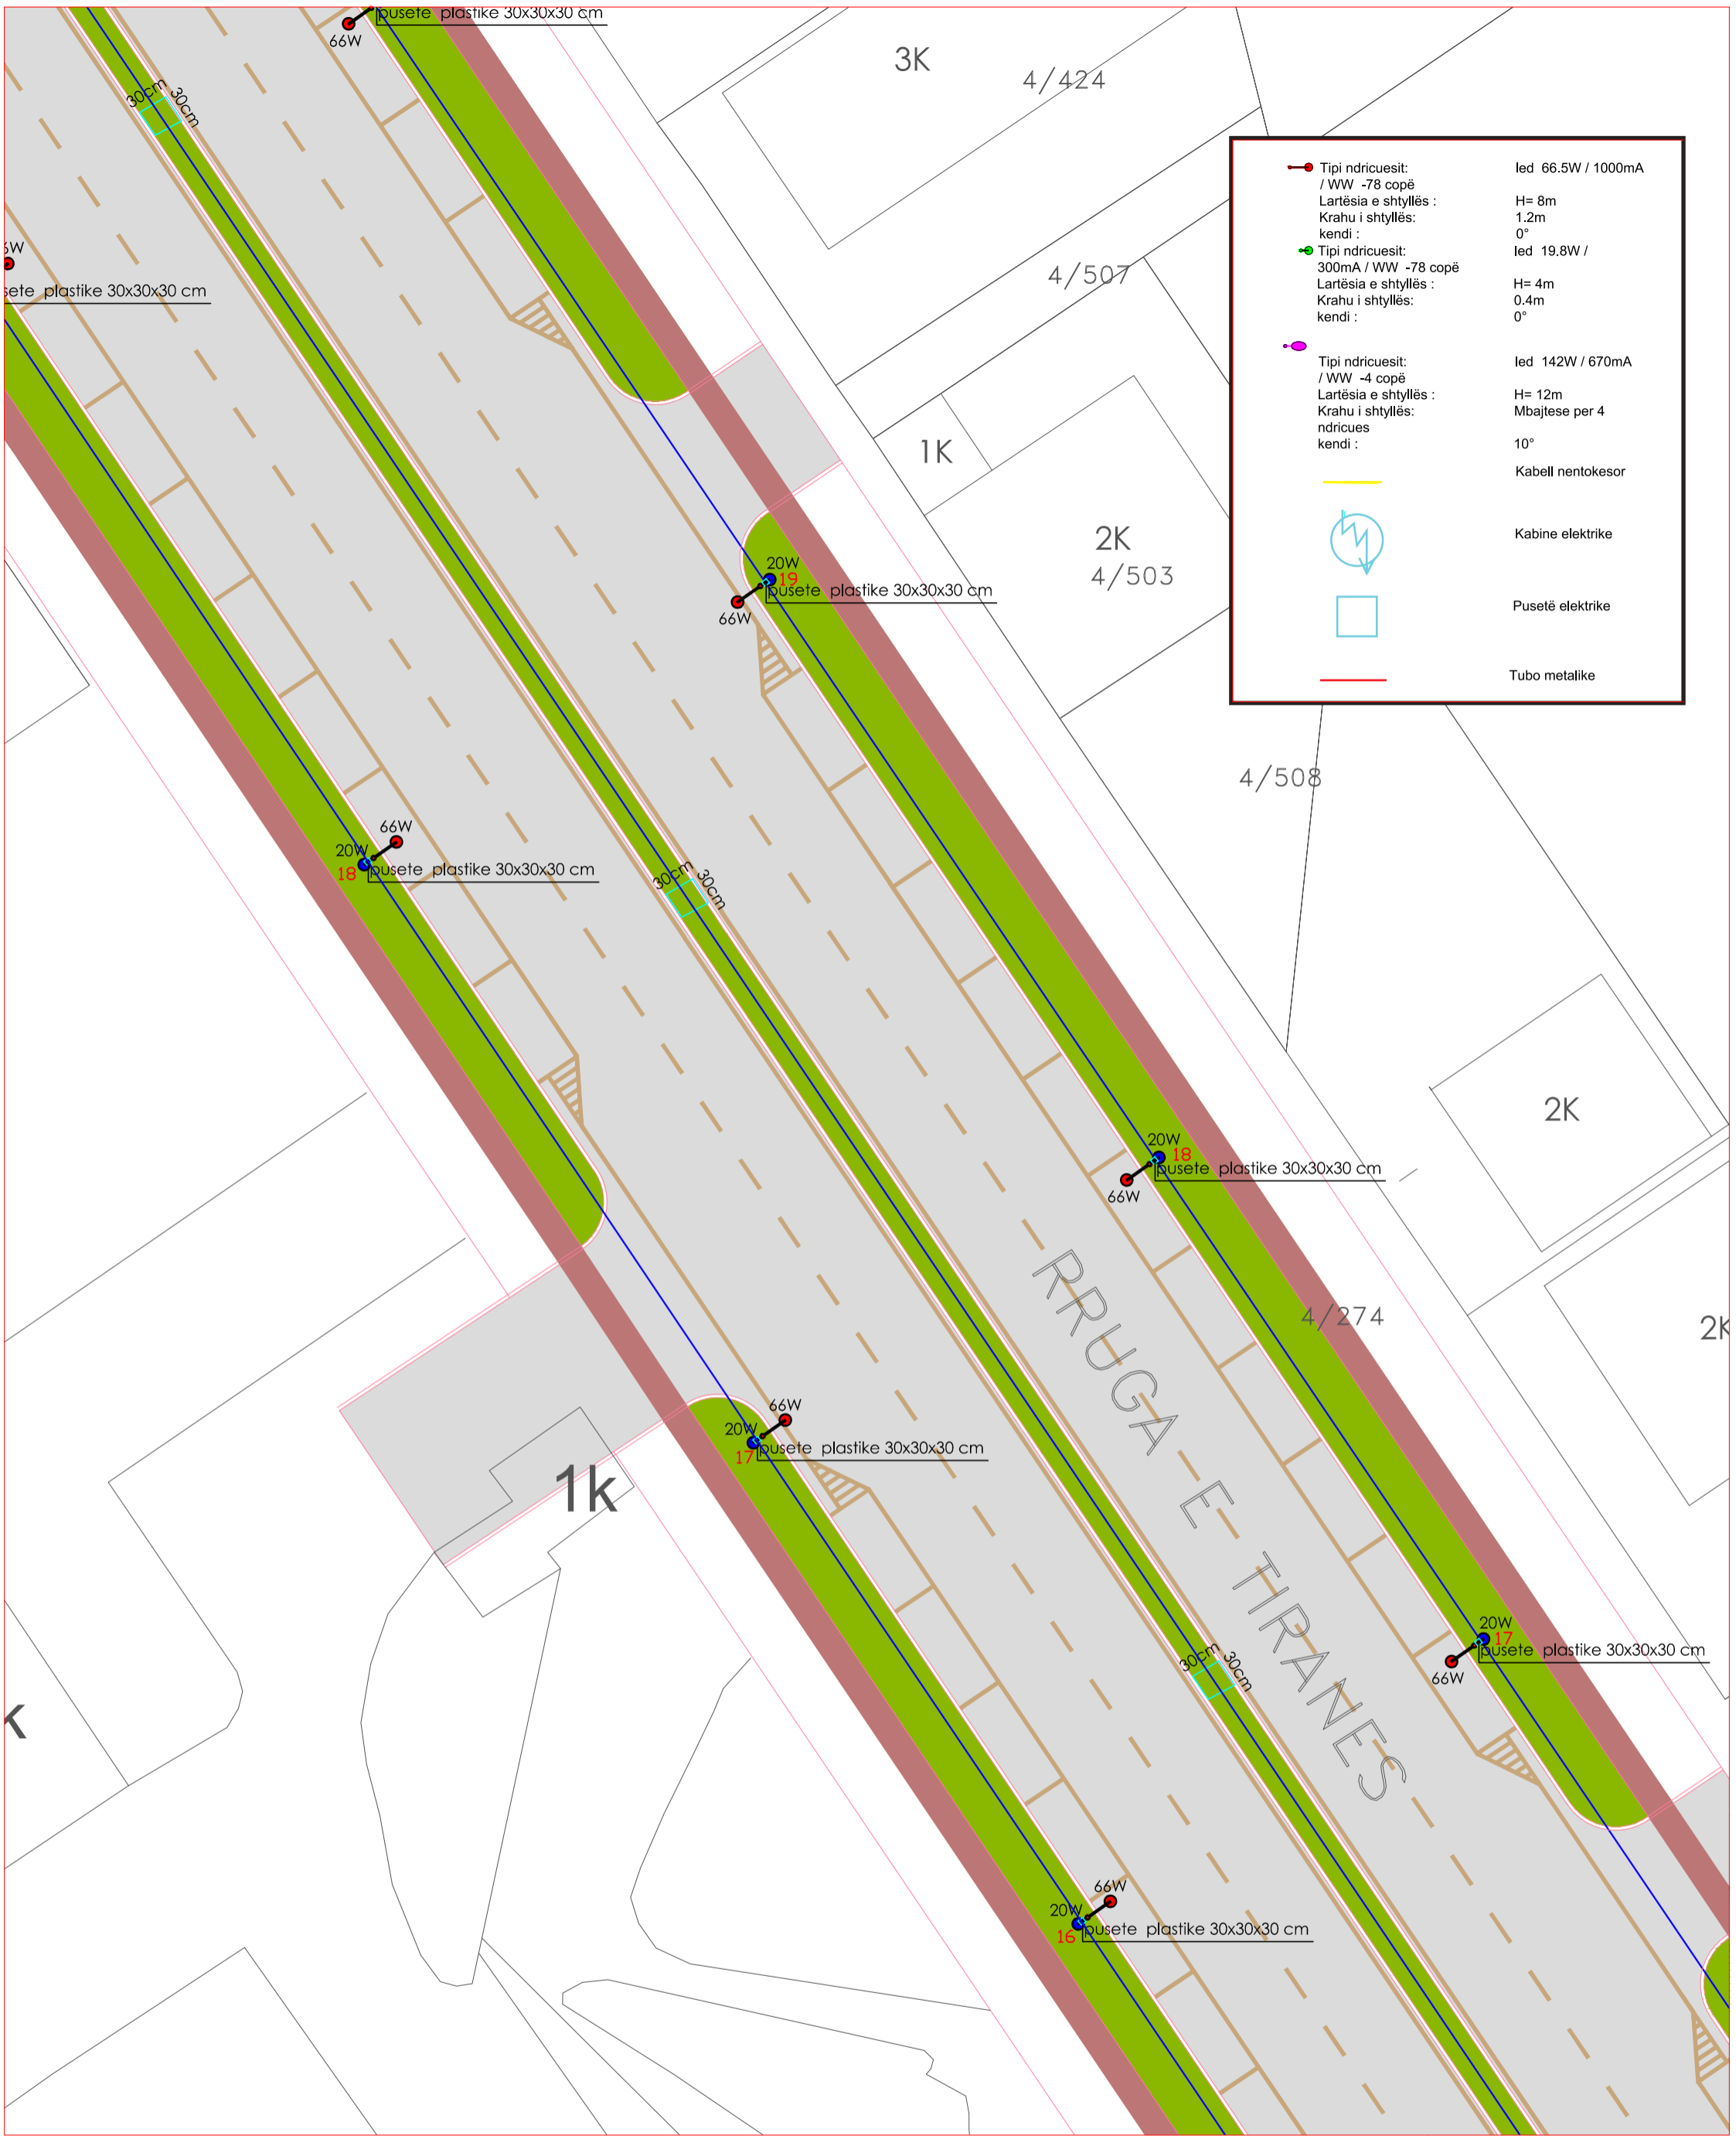 pusete plastike 30x30x30 cm
66W
3K
4/424
30cm 30cm
Tipi ndricuesit: led 66.5W / 1000mA
/ WW -78 copë
Lartësia e shtyllës : H= 8m
Krahu i shtyllës: 1.2m
kendi : 0°
Tipi ndricuesit: led 19.8W /
300mA / WW -78 copë
Lartësia e shtyllës : H= 4m
Krahu i shtyllës: 0.4m
kendi : 0°
Tipi ndricuesit: led 142W / 670mA
/ WW -4 copë
Lartësia e shtyllës : H= 12m
Krahu i shtyllës: Mbajtese per 4
ndricues
kendi : 10°
Kabell nentokesor
Kabine elektrike
Pusetë elektrike
Tubo metalike
6W
sete plastike 30x30x30 cm
4/507
1K
2K
4/503
20W
19
pusete plastike 30x30x30 cm
66W
4/508
66W
20W
18
pusete plastike 30x30x30 cm
30cm 30cm
2K
20W
18
pusete plastike 30x30x30 cm
66W
RRUGA E TIRANES
4/274
2K
66W
20W
17
pusete plastike 30x30x30 cm
1k
20W
17
pusete plastike 30x30x30 cm
66W
30cm 30cm
k
66W
20W
16
pusete plastike 30x30x30 cm